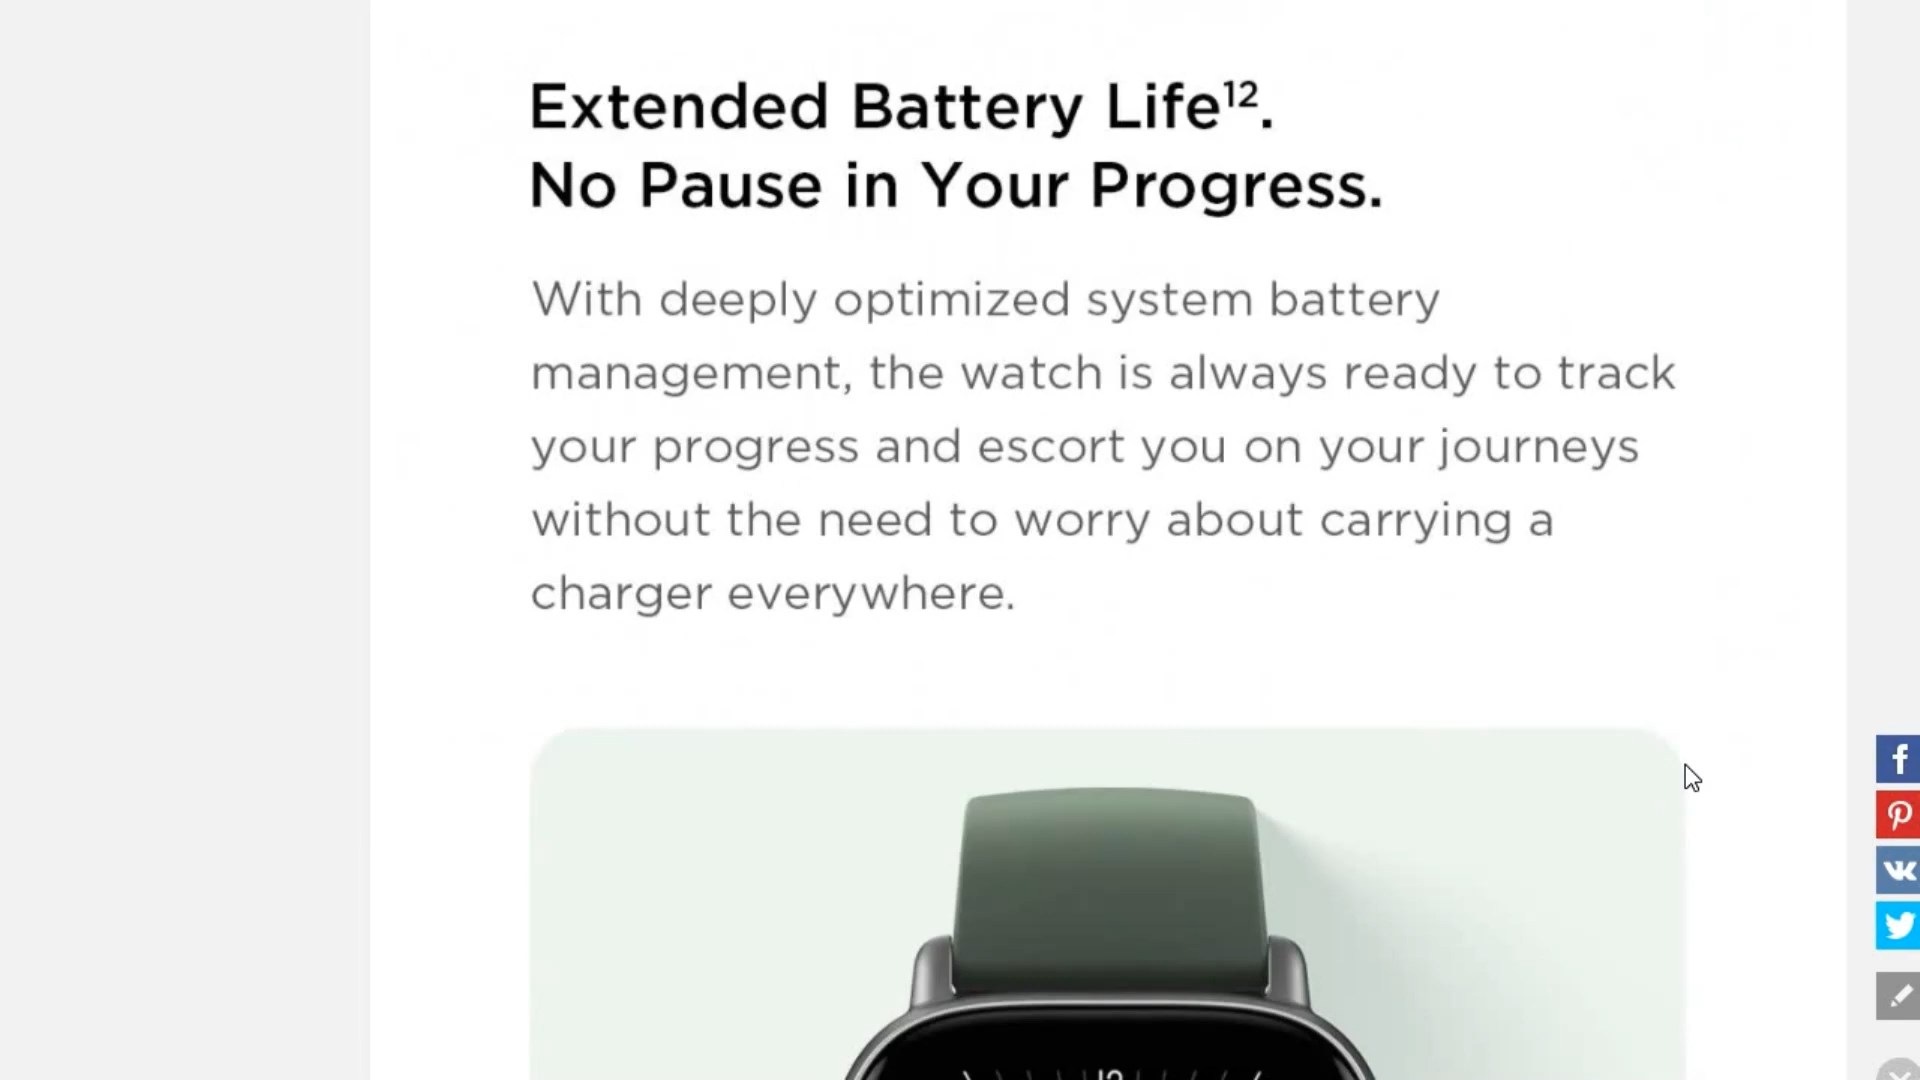 Extended Battery Life¹².
No Pause in Your Progress.
With deeply optimized system battery
management, the watch is always ready to track
your progress and escort you on your journeys
without the need to worry about carrying a
charger everywhere.
12